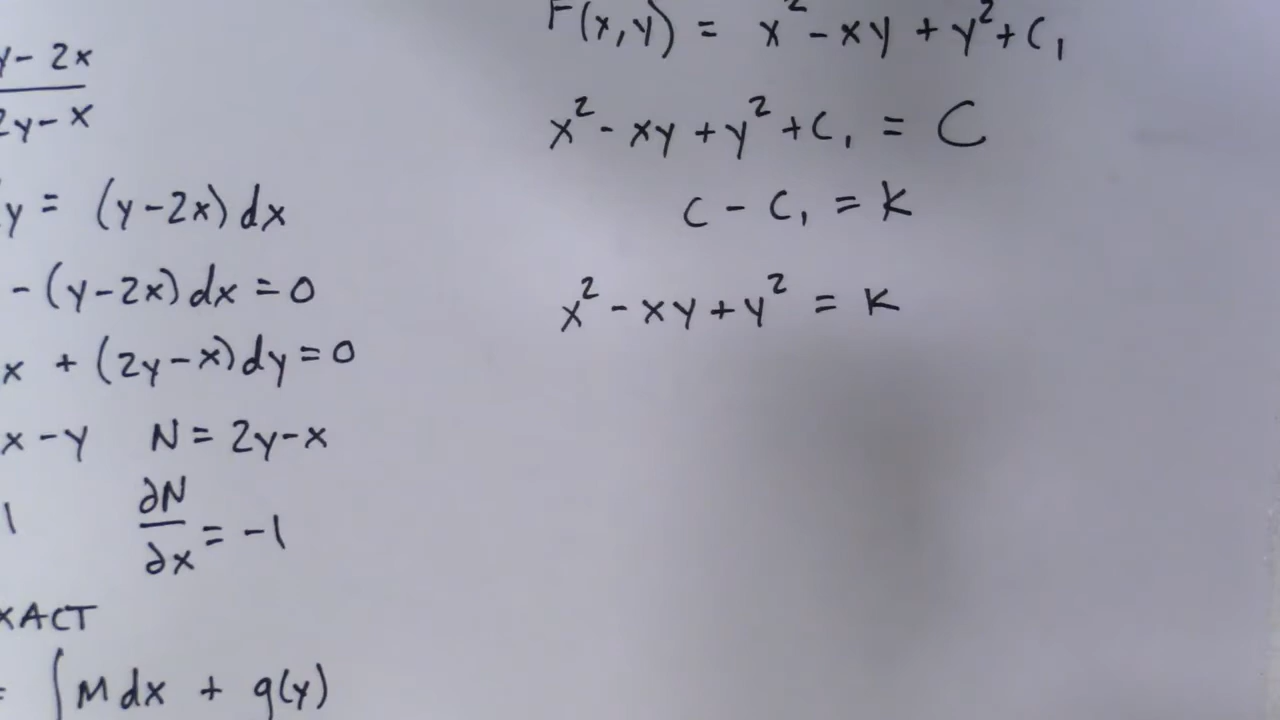 y - 2x
2y - x
y = (y - 2x) dx
- (y - 2x) dx = 0
x + (2y - x) dy = 0
x - y N = 2y - x
1 ∂N/∂x = -1
XACT
= ∫ M dx + g(y)
F(x, y) = x² - xy + y² + C₁
x² - xy + y² + C₁ = C
C - C₁ = K
x² - xy + y² = K